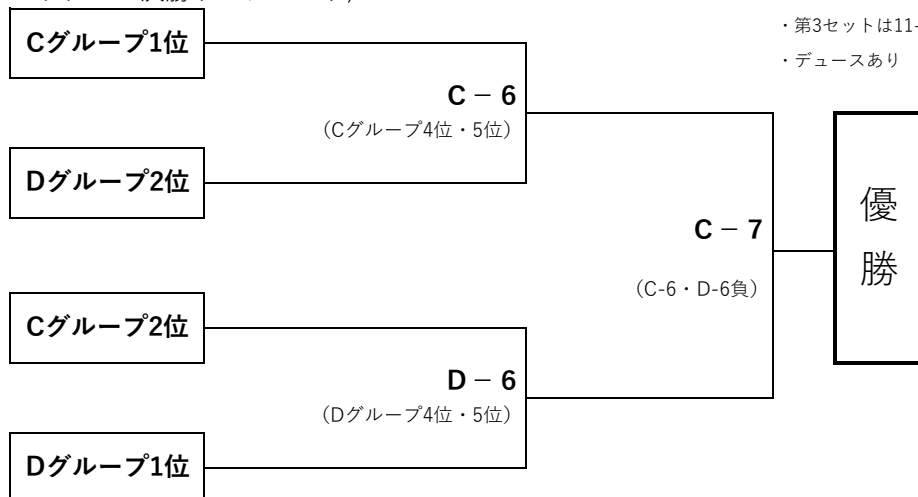 ・第3セットは11-
・デュースあり
Cグループ1位
C – 6
（Cグループ4位・5位）
Dグループ2位
C – 7
（C-6・D-6負）
優
勝
Cグループ2位
D – 6
（Dグループ4位・5位）
Dグループ1位